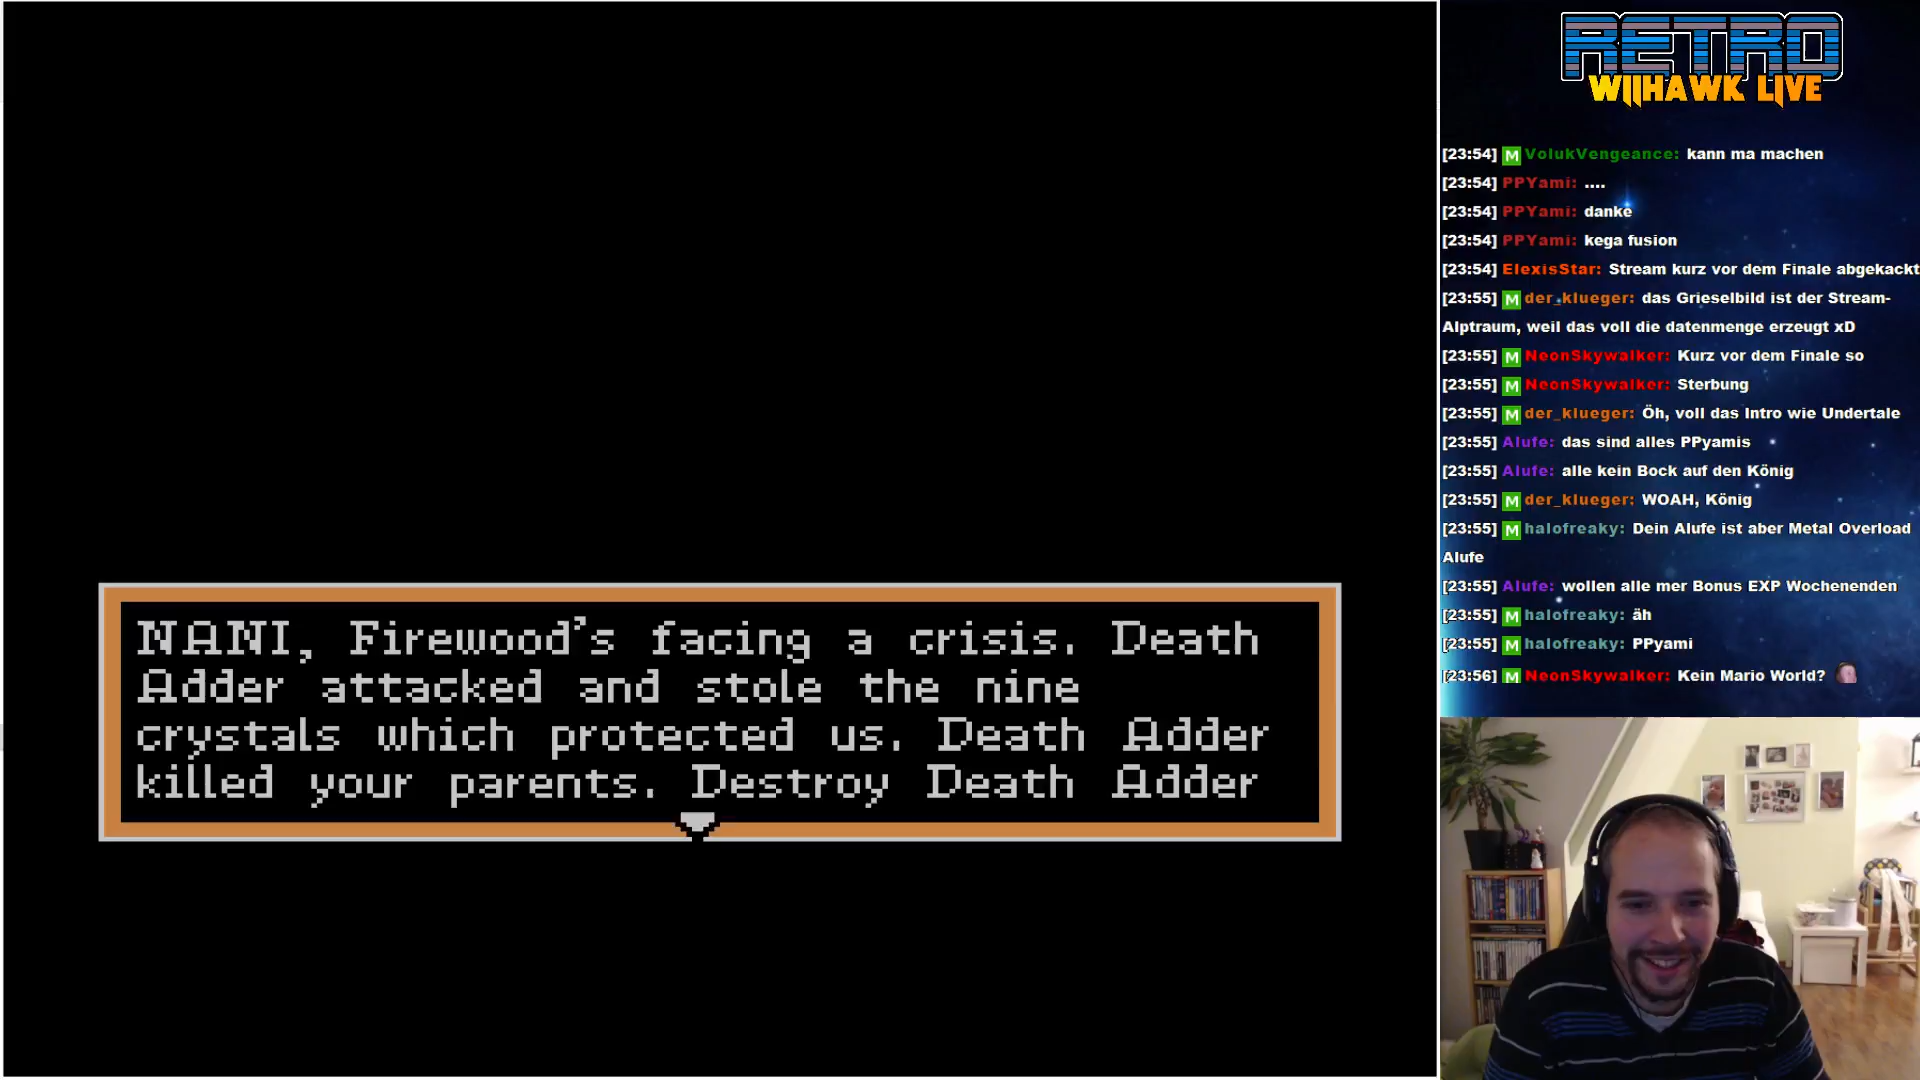 NANI, Firewood's facing a crisis. Death
Adder attacked and stole the nine
crystals which protected us. Death Adder
killed your parents. Destroy Death Adder
RETRO
WIIHAWK LIVE
[23:54] M VolukVengeance: kann ma machen
[23:54] PPYami: ....
[23:54] PPYami: danke
[23:54] PPYami: kega fusion
[23:54] ElexisStar: Stream kurz vor dem Finale abgekackt
[23:55] M der_klueger: das Grieselbild ist der Stream-
Alptraum, weil das voll die datenmenge erzeugt xD
[23:55] M NeonSkywalker: Kurz vor dem Finale so
[23:55] M NeonSkywalker: Sterbung
[23:55] M der_klueger: Öh, voll das Intro wie Undertale
[23:55] Alufe: das sind alles PPyamis
[23:55] Alufe: alle kein Bock auf den König
[23:55] M der_klueger: WOAH, König
[23:55] M halofreaky: Dein Alufe ist aber Metal Overload
Alufe
[23:55] Alufe: wollen alle mer Bonus EXP Wochenenden
[23:55] M halofreaky: äh
[23:55] M halofreaky: PPyami
[23:56] M NeonSkywalker: Kein Mario World?